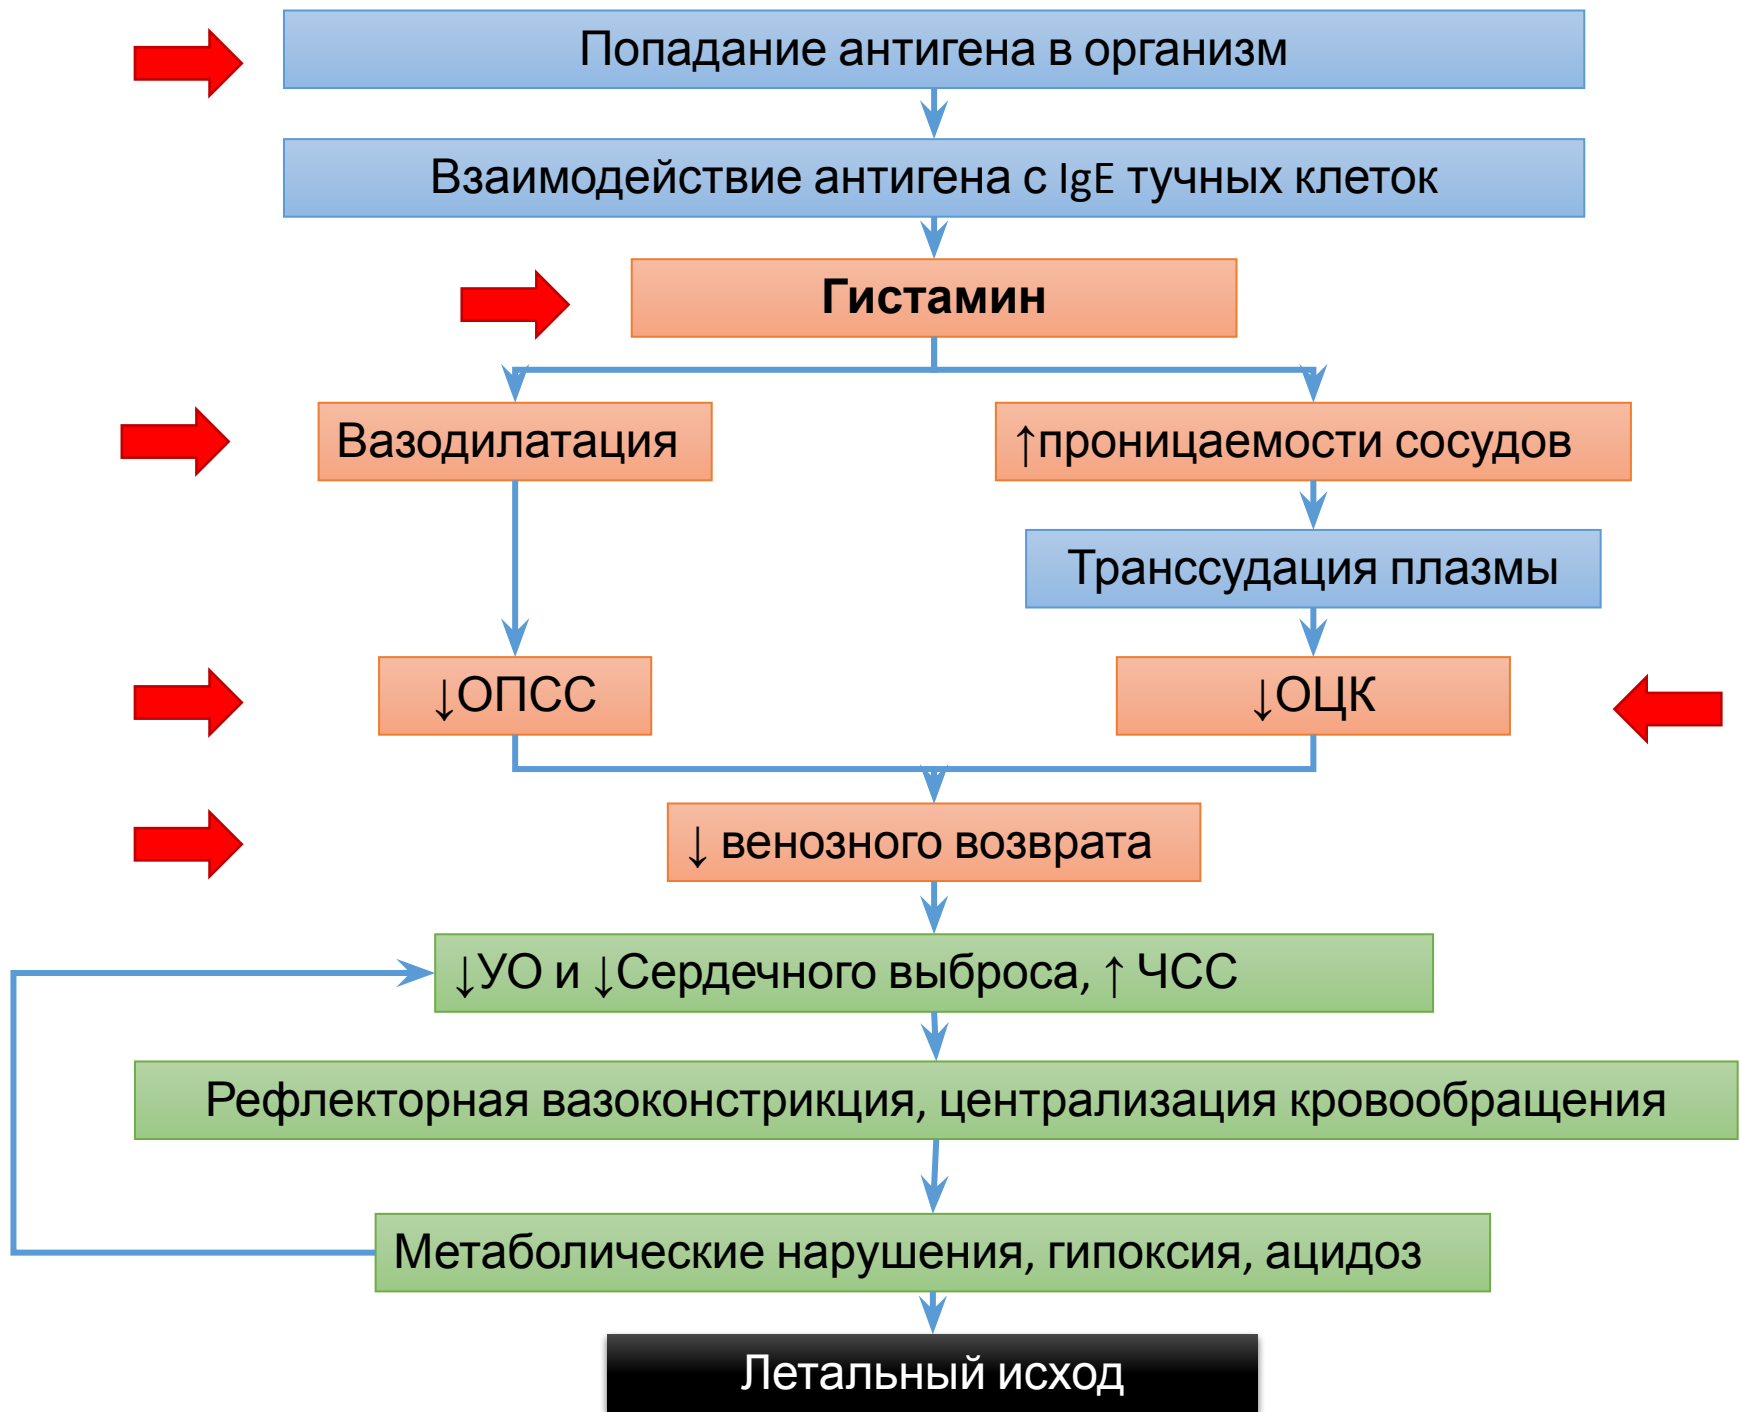 Попадание антигена в организм
Взаимодействие антигена с IgE тучных клеток
Гистамин
Вазодилатация
↑проницаемости сосудов
Транссудация плазмы
↓ОПСС
↓ОЦК
↓ венозного возврата
↓УО и ↓Сердечного выброса, ↑ ЧСС
Рефлекторная вазоконстрикция, централизация кровообращения
Метаболические нарушения, гипоксия, ацидоз
Летальный исход